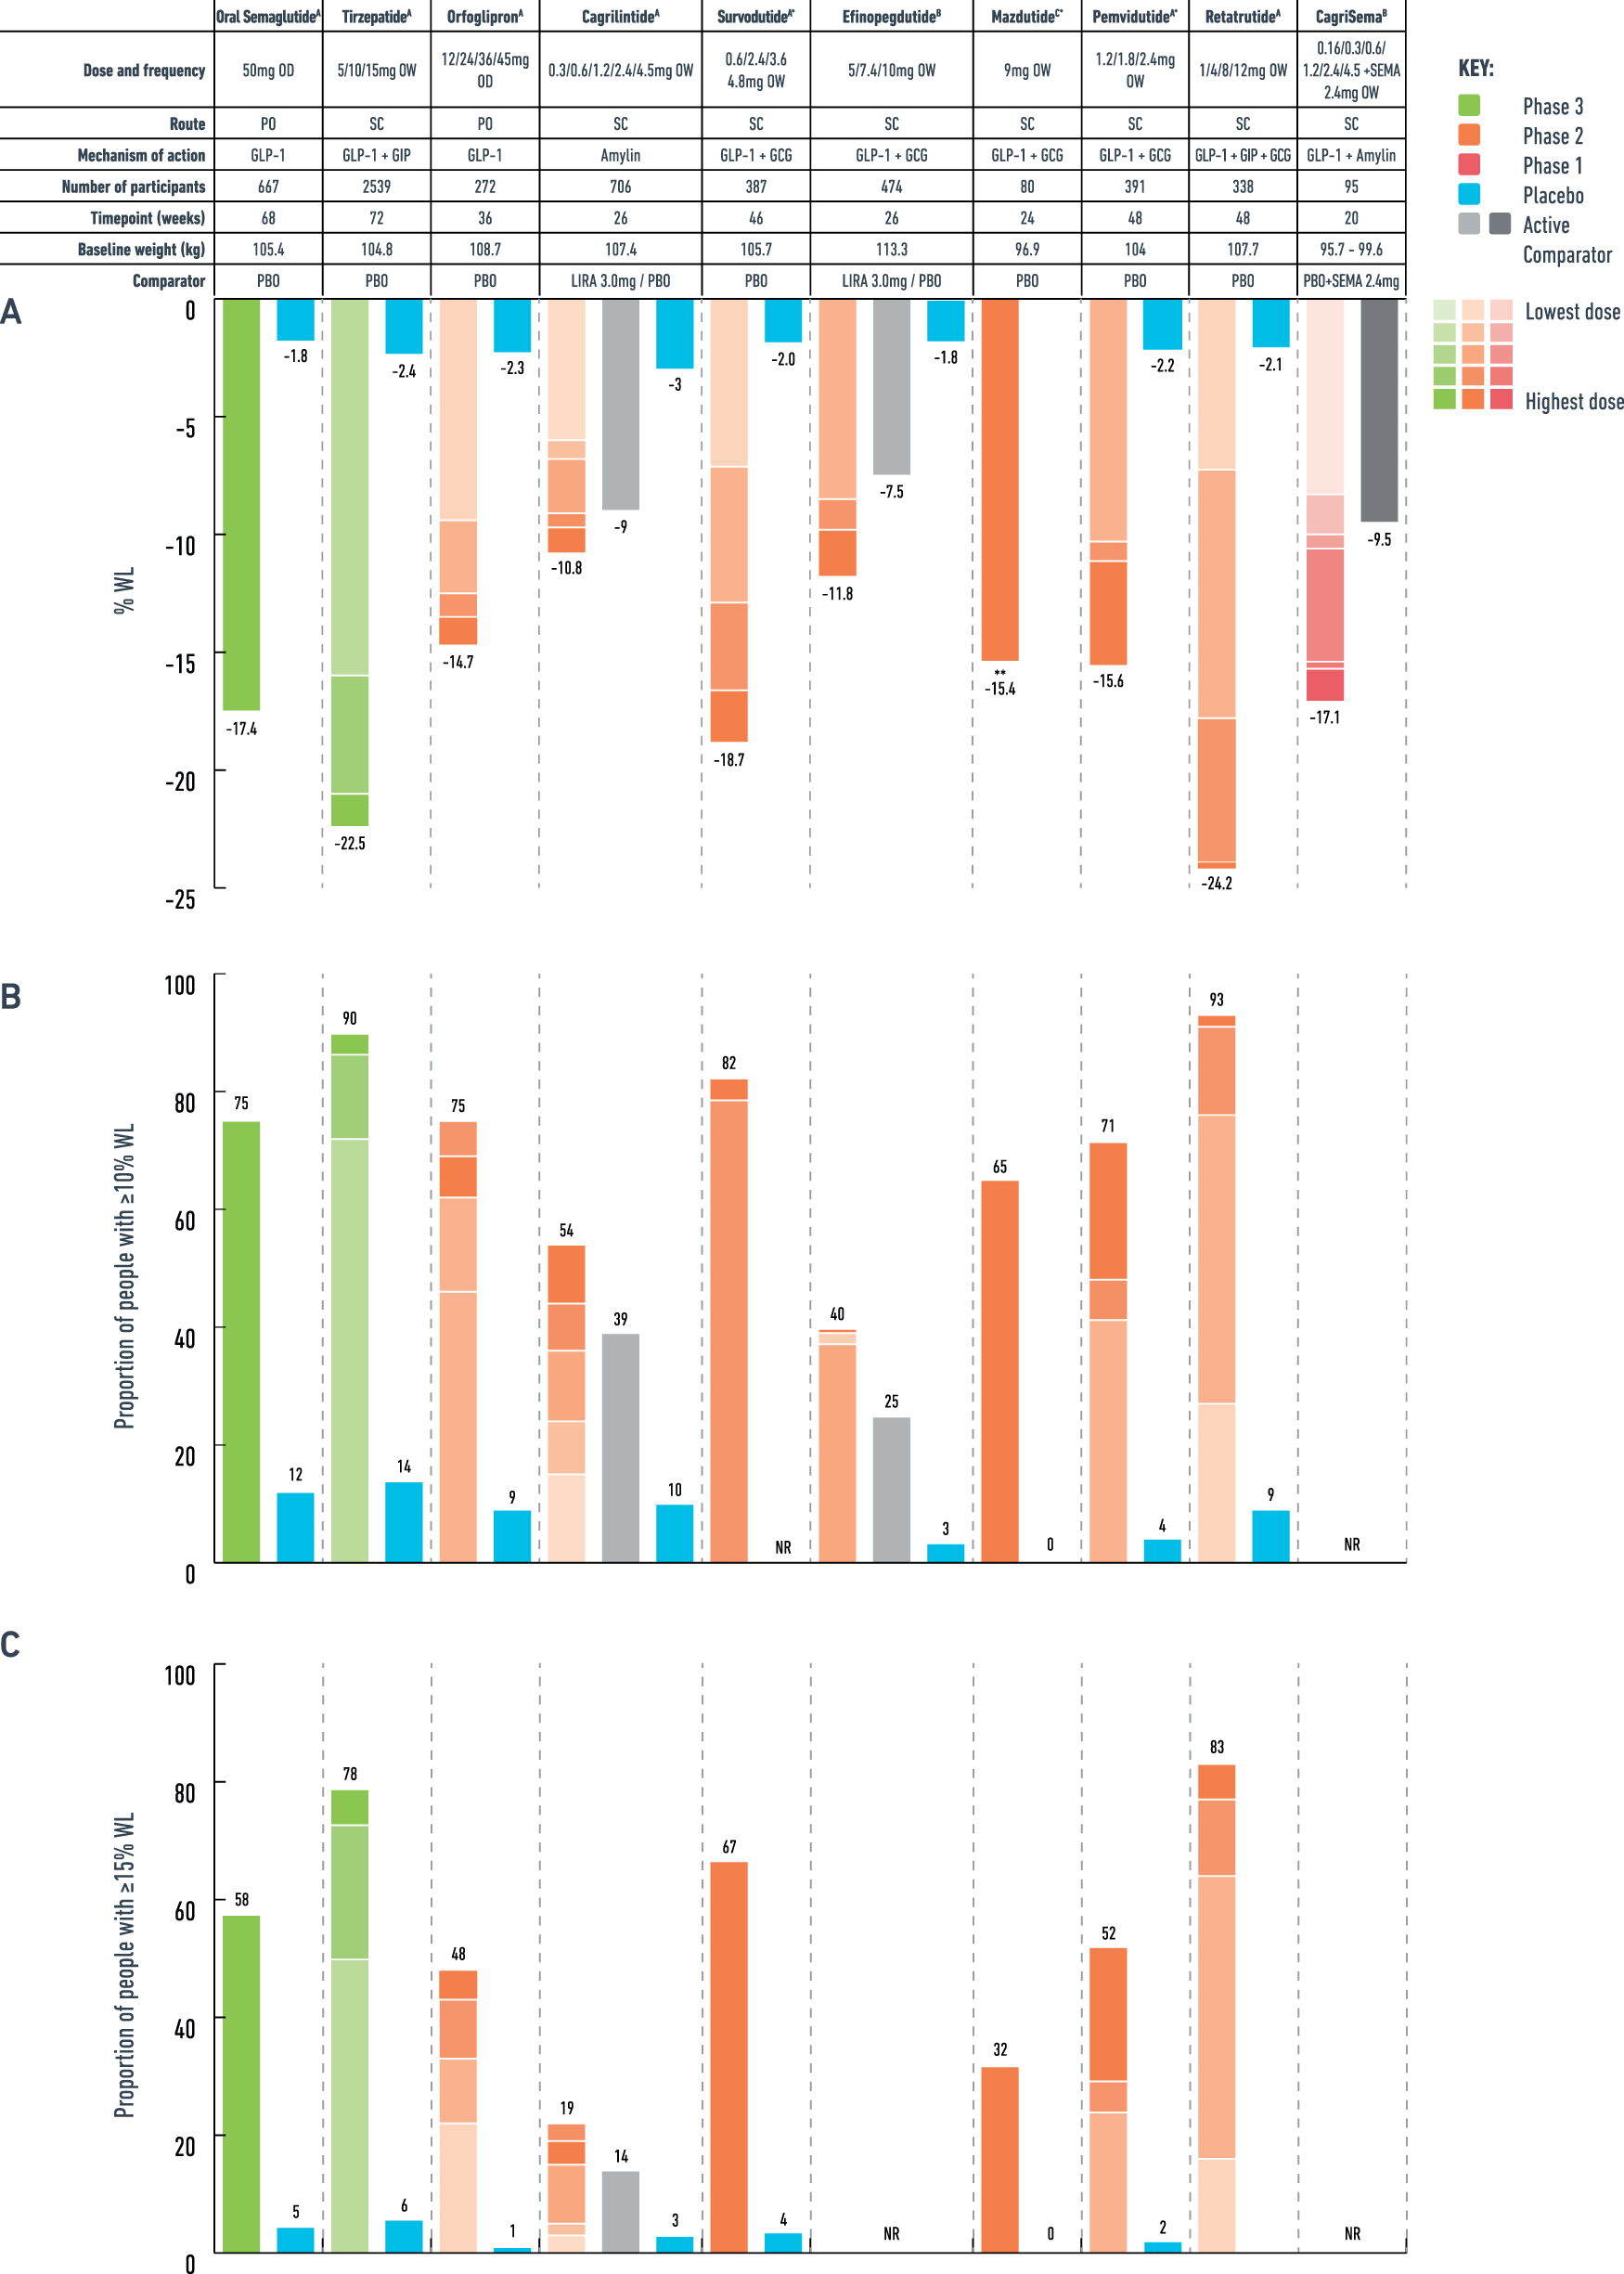 Oral Semaglutideᴬ Tirzepatideᴬ Orfoglipronᴬ Cagrilintideᴬ Survodutideᴬ* Efinopegdutideᴮ Mazdutideᶜ* Pemvidutideᴬ* Retatrutideᴬ CagriSemaᴮ
Dose and frequency 50mg OD 5/10/15mg OW 12/24/36/45mg OD 0.3/0.6/1.2/2.4/4.5mg OW 0.6/2.4/3.6 4.8mg OW 5/7.4/10mg OW 9mg OW 1.2/1.8/2.4mg OW 1/4/8/12mg OW 0.16/0.3/0.6/ 1.2/2.4/4.5 +SEMA 2.4mg OW
Route PO SC PO SC SC SC SC SC SC SC
Mechanism of action GLP-1 GLP-1 + GIP GLP-1 Amylin GLP-1 + GCG GLP-1 + GCG GLP-1 + GCG GLP-1 + GCG GLP-1 + GIP + GCG GLP-1 + Amylin
Number of participants 667 2539 272 706 387 474 80 391 338 95
Timepoint (weeks) 68 72 36 26 46 26 24 48 48 20
Baseline weight (kg) 105.4 104.8 108.7 107.4 105.7 113.3 96.9 104 107.7 95.7 - 99.6
Comparator PBO PBO PBO LIRA 3.0mg / PBO PBO LIRA 3.0mg / PBO PBO PBO PBO PBO+SEMA 2.4mg
KEY:
Phase 3
Phase 2
Phase 1
Placebo
Active
Comparator
Lowest dose
Highest dose
A
% WL
0
-5
-10
-15
-20
-25
-17.4 -1.8
-22.5 -2.4
-14.7 -2.3
-10.8 -9 -3
-18.7 -2.0
-11.8 -7.5 -1.8
**
-15.4
-15.6 -2.2
-24.2 -2.1
-17.1 -9.5
B
Proportion of people with ≥10% WL
100
80
60
40
20
0
75 12
90 14
75 9
54 39 10
82 NR
40 25 3
65 0
71 4
93 9
NR
C
Proportion of people with ≥15% WL
100
80
60
40
20
0
58 5
78 6
48 1
19 14 3
67 4
NR
32 0
52 2
83
NR